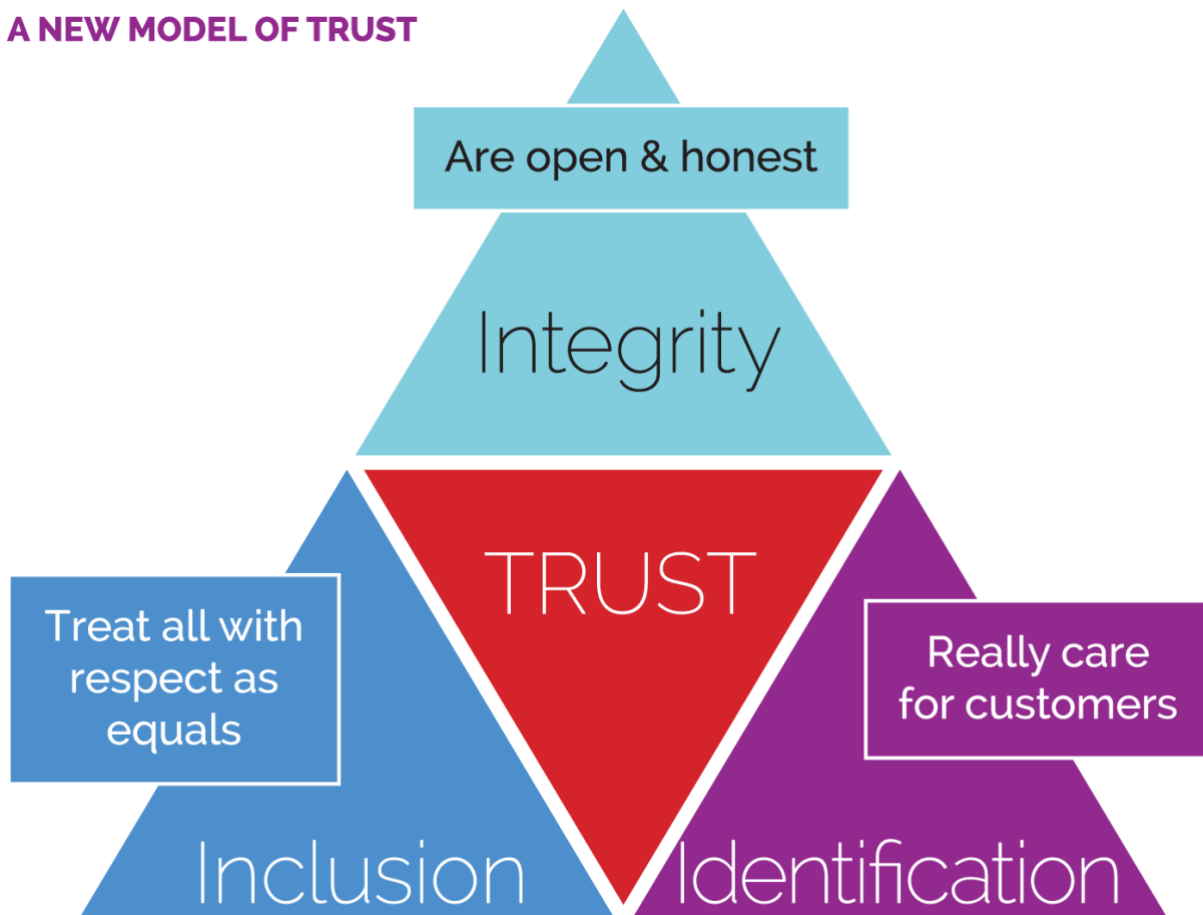 A NEW MODEL OF TRUST
Are open & honest
Integrity
TRUST
Treat all with
respect as
equals
Really care
for customers
Inclusion
Identification